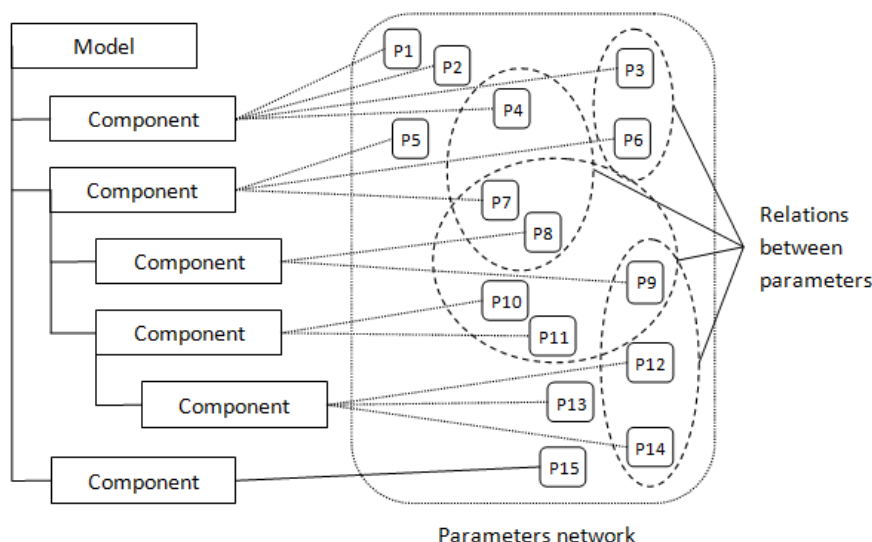 Model
P1
P2
P3
Component
P4
P5
P6
Component
P7
P8
Relations
between
parameters
Component
P9
P10
Component
P11
P12
Component
P13
P14
Component
P15
Parameters network